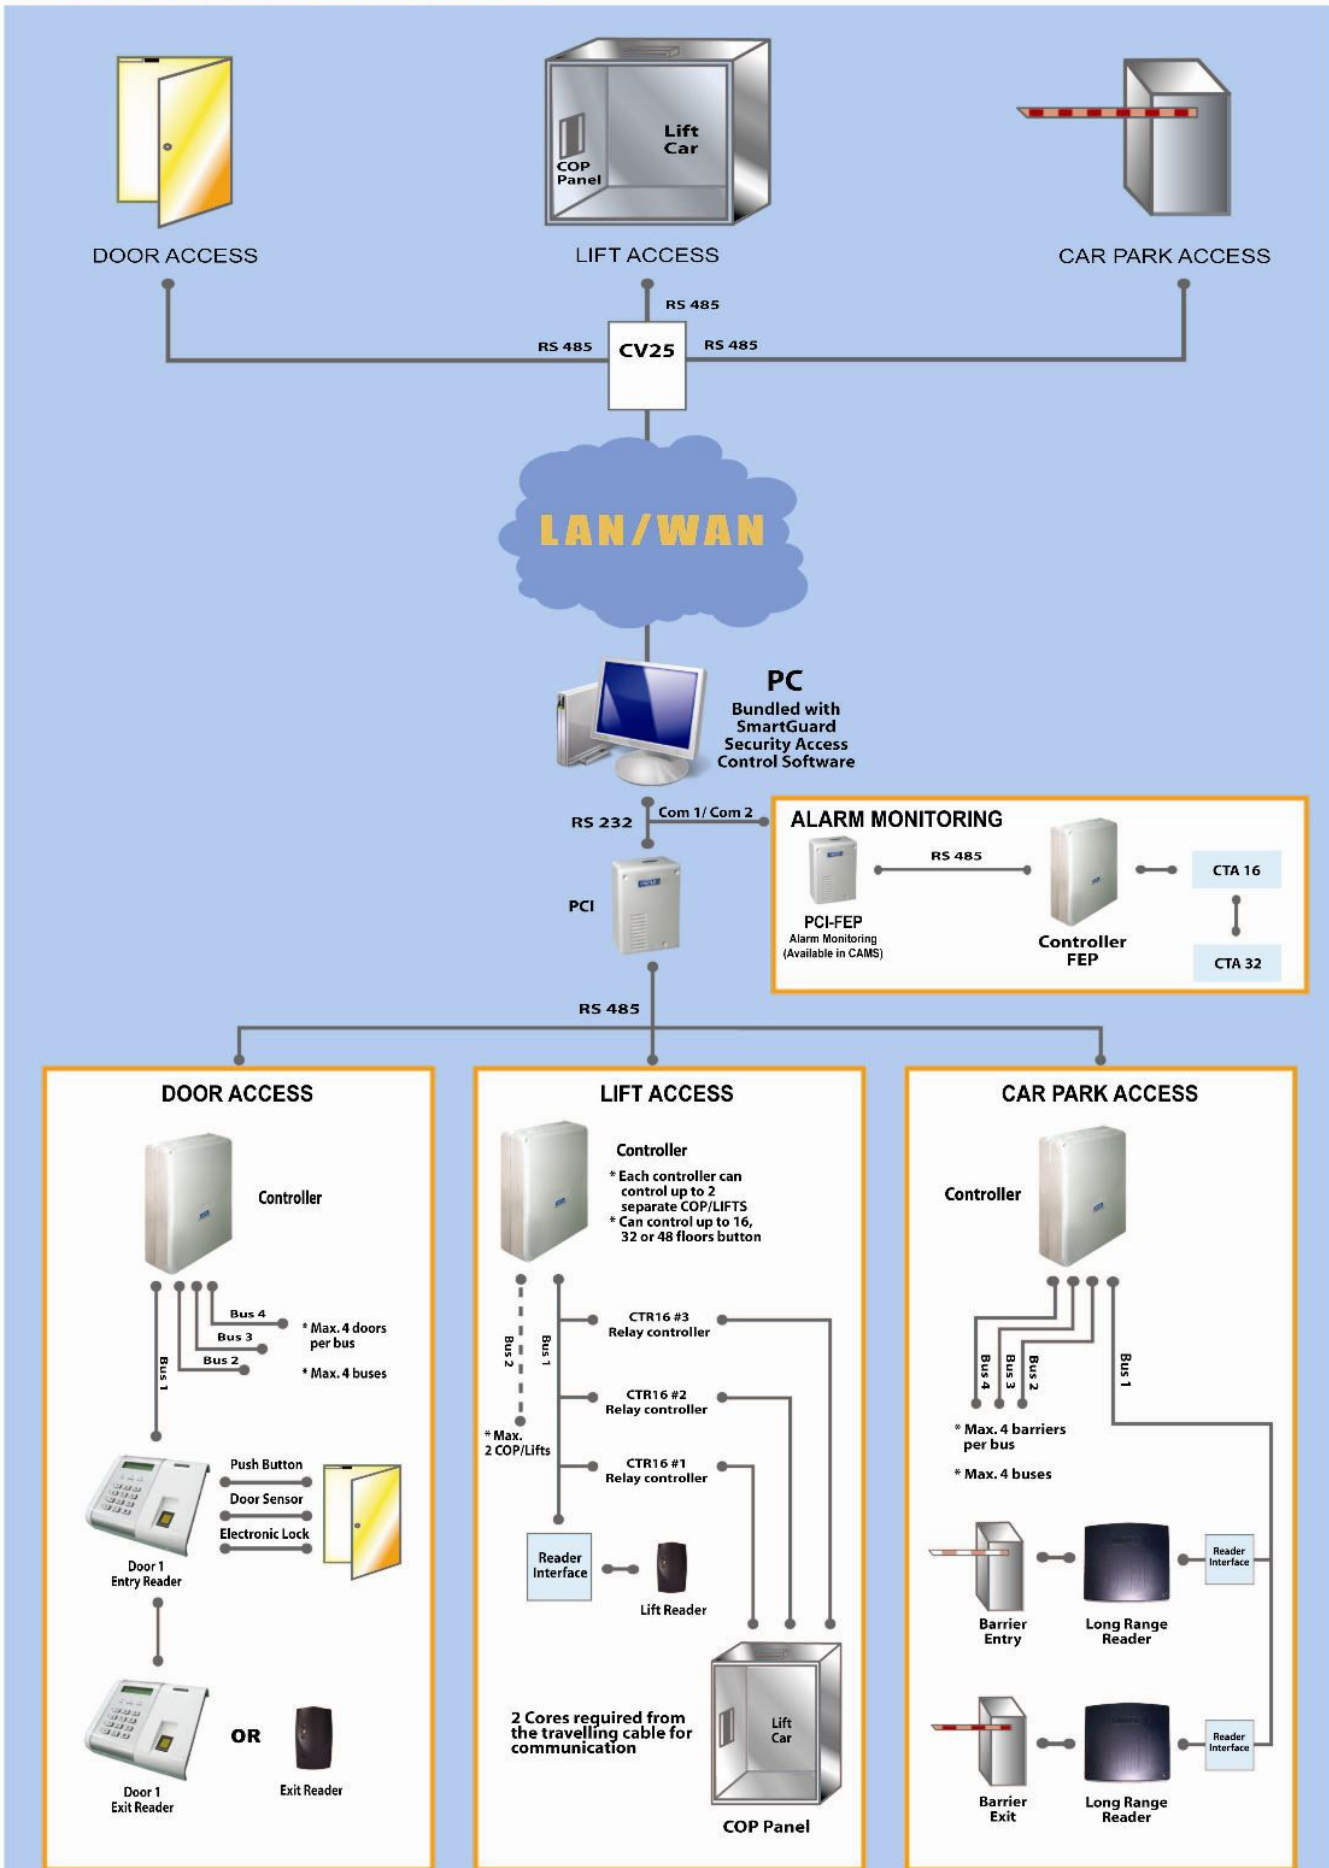 Lift
Car
COP
Panel
DOOR ACCESS
LIFT ACCESS
CAR PARK ACCESS
RS 485
RS 485
CV25
RS 485
LAN/WAN
PC
Bundled with
SmartGuard
Security Access
Control Software
RS 232
Com 1/ Com 2
PCI
ALARM MONITORING
RS 485
PCI-FEP
Alarm Monitoring
(Available in CAMS)
Controller
FEP
CTA 16
CTA 32
RS 485
DOOR ACCESS
Controller
Bus 4
Bus 3
Bus 2
Bus 1
* Max. 4 doors
per bus
* Max. 4 buses
Push Button
Door Sensor
Electronic Lock
Door 1
Entry Reader
OR
Door 1
Exit Reader
Exit Reader
LIFT ACCESS
Controller
* Each controller can
control up to 2
separate COP/LIFTS
* Can control up to 16,
32 or 48 floors button
Bus 2
Bus 1
CTR16 #3
Relay controller
CTR16 #2
Relay controller
CTR16 #1
Relay controller
* Max.
2 COP/Lifts
Reader
Interface
Lift Reader
2 Cores required from
the travelling cable for
communication
Lift
Car
COP Panel
CAR PARK ACCESS
Controller
Bus 4
Bus 3
Bus 2
Bus 1
* Max. 4 barriers
per bus
* Max. 4 buses
Reader
Interface
Barrier
Entry
Long Range
Reader
Reader
Interface
Barrier
Exit
Long Range
Reader